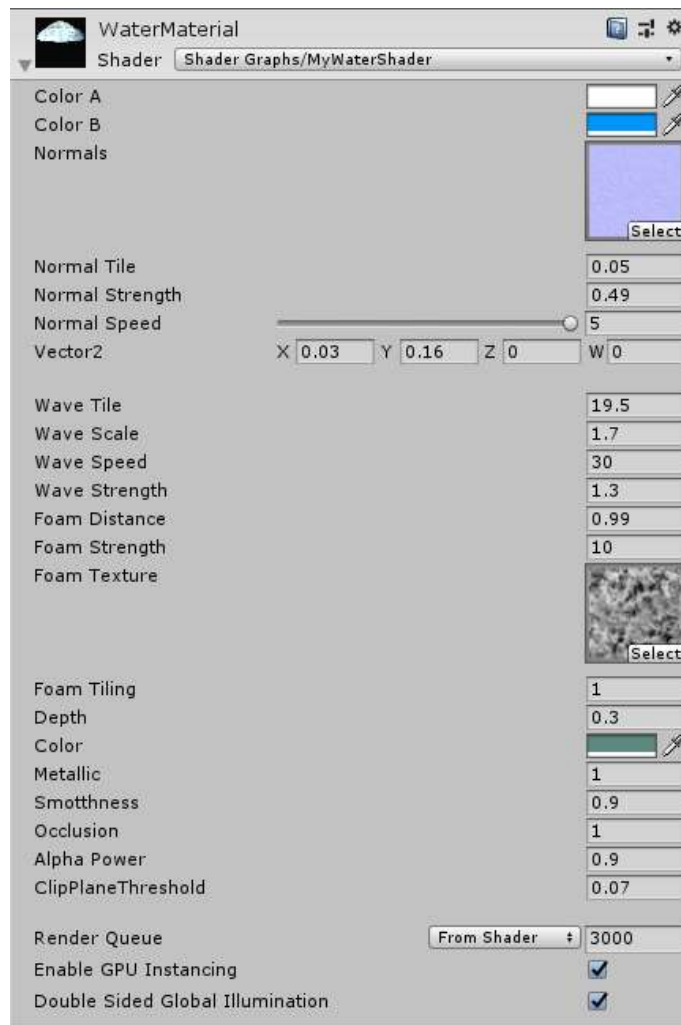 WaterMaterial
Shader Shader Graphs/MyWaterShader
Color A
Color B
Normals
Select
Normal Tile 0.05
Normal Strength 0.49
Normal Speed 5
Vector2 X 0.03 Y 0.16 Z 0 W 0
Wave Tile 19.5
Wave Scale 1.7
Wave Speed 30
Wave Strength 1.3
Foam Distance 0.99
Foam Strength 10
Foam Texture
Select
Foam Tiling 1
Depth 0.3
Color
Metallic 1
Smotthness 0.9
Occlusion 1
Alpha Power 0.9
ClipPlaneThreshold 0.07
Render Queue From Shader 3000
Enable GPU Instancing
Double Sided Global Illumination